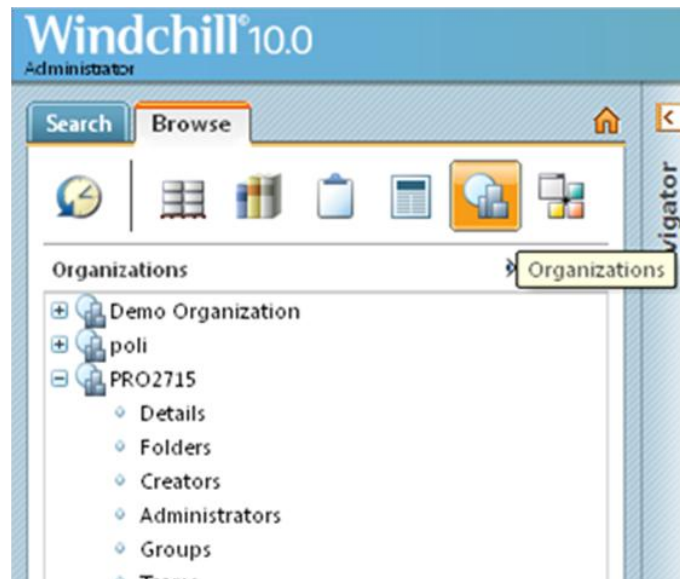 Windchill® 10.0
Administrator
Search
Browse
Organizations
Organizations
Demo Organization
poli
PRO2715
Details
Folders
Creators
Administrators
Groups